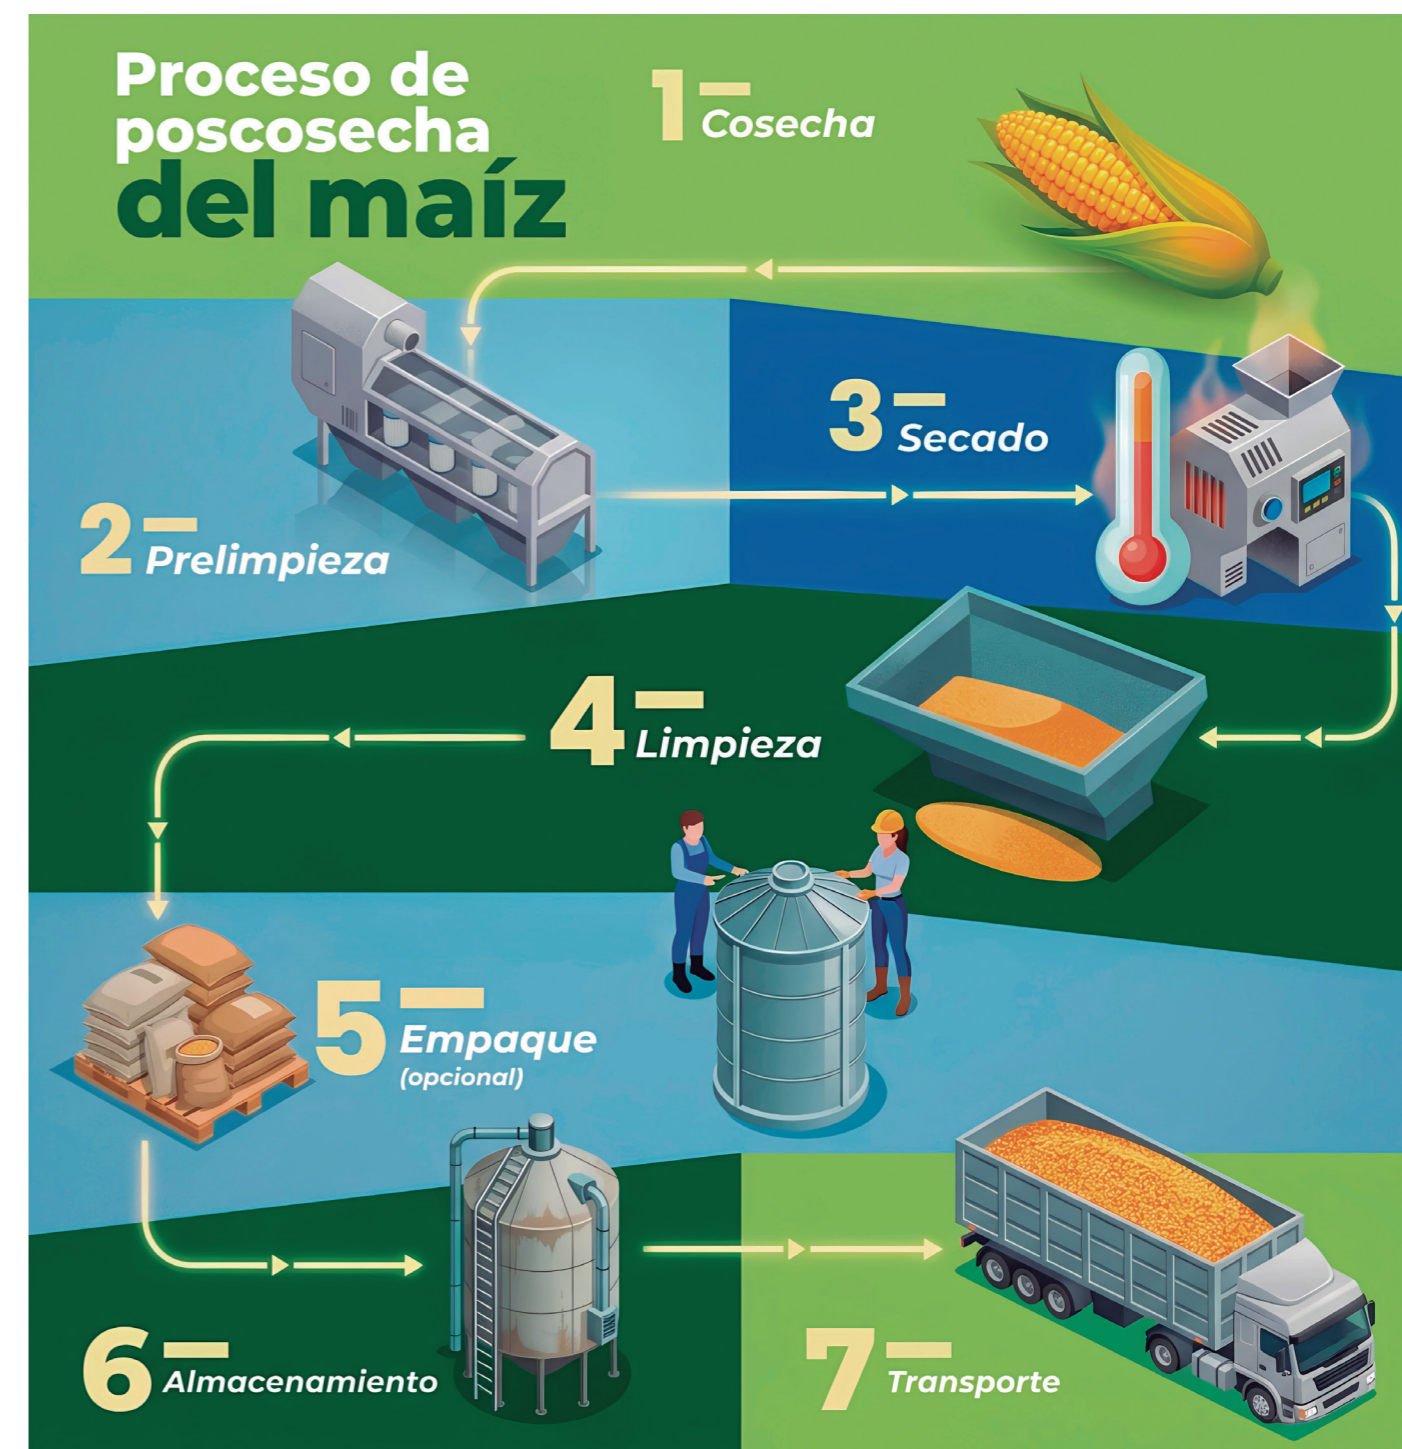 Proceso de
poscosecha
del maíz
1 Cosecha
2 Prelimpieza
3 Secado
4 Limpieza
5 Empaque
(opcional)
6 Almacenamiento
7 Transporte